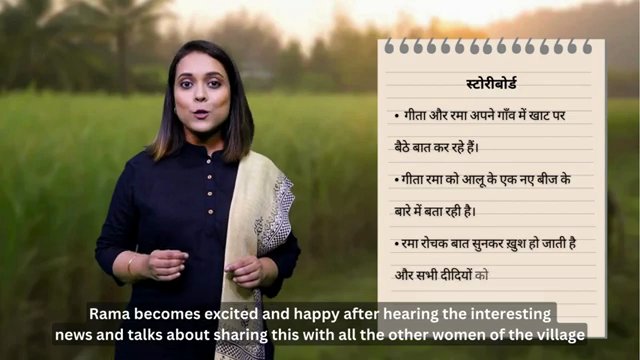 स्टोरीबोर्ड
• गीता और रमा अपने गाँव में खाट पर
बैठे बात कर रहे हैं।
• गीता रमा को आलू के एक नए बीज के
बारे में बता रही है।
• रमा रोचक बात सुनकर ख़ुश हो जाती है
और सभी दीदियों को
Rama becomes excited and happy after hearing the interesting
news and talks about sharing this with all the other women of the village